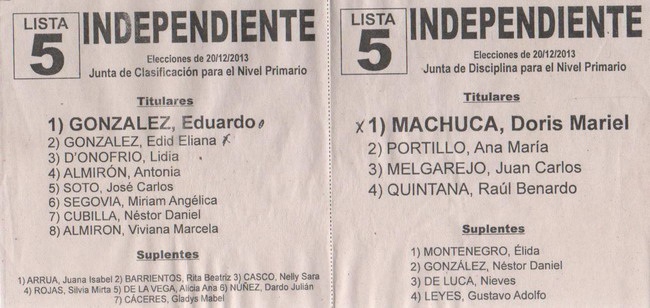 LISTA
5
INDEPENDIENTE
Elecciones de 20/12/2013
Junta de Clasificación para el Nivel Primario
Titulares
1) GONZALEZ, Eduardo
2) GONZALEZ, Edid Eliana x
3) D'ONOFRIO, Lidia
4) ALMIRÓN, Antonia
5) SOTO, José Carlos
6) SEGOVIA, Miriam Angélica
7) CUBILLA, Néstor Daniel
8) ALMIRON, Viviana Marcela
Suplentes
1) ARRUA, Juana Isabel 2) BARRIENTOS, Rita Beatriz 3) CASCO, Nelly Sara
4) ROJAS, Silvia Mirta 5) DE LA VEGA, Alicia Ana 6) NÚÑEZ, Dardo Julián
7) CÁCERES, Gladys Mabel
LISTA
5
INDEPENDIENTE
Elecciones de 20/12/2013
Junta de Disciplina para el Nivel Primario
Titulares
x 1) MACHUCA, Doris Mariel
2) PORTILLO, Ana María
3) MELGAREJO, Juan Carlos
4) QUINTANA, Raúl Benardo
Suplentes
1) MONTENEGRO, Élida
2) GONZÁLEZ, Néstor Daniel
3) DE LUCA, Nieves
4) LEYES, Gustavo Adolfo